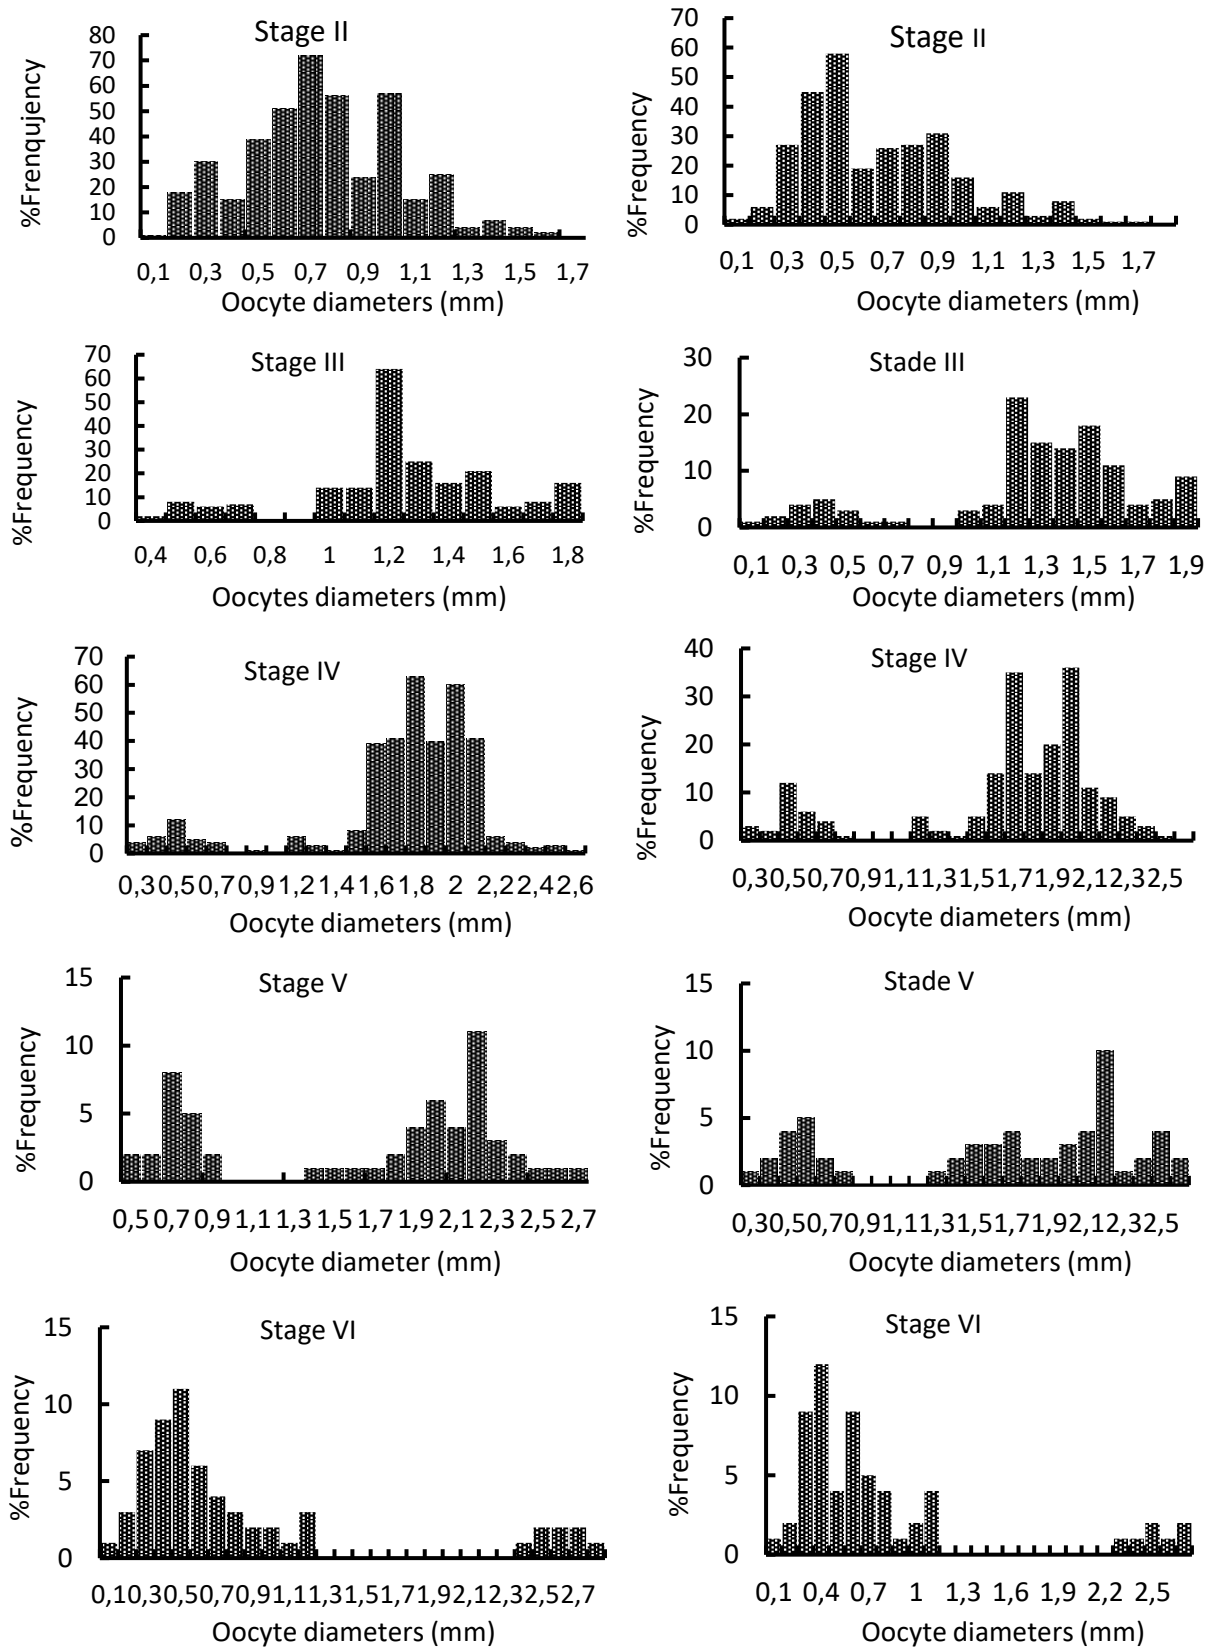 Stage II
%Frenqujency
80
70
60
50
40
30
20
10
0
0,1 0,3 0,5 0,7 0,9 1,1 1,3 1,5 1,7
Oocyte diameters (mm)
Stage II
%Frequency
70
60
50
40
30
20
10
0
0,1 0,3 0,5 0,7 0,9 1,1 1,3 1,5 1,7
Oocyte diameters (mm)
Stage III
%Frequency
70
60
50
40
30
20
10
0
0,4 0,6 0,8 1 1,2 1,4 1,6 1,8
Oocytes diameters (mm)
Stade III
%Frequency
30
20
10
0
0,1 0,3 0,5 0,7 0,9 1,1 1,3 1,5 1,7 1,9
Oocyte diameters (mm)
Stage IV
%Frequency
70
60
50
40
30
20
10
0
0,30,50,70,9 1,2 1,4 1,6 1,8 2 2,22,42,6
Oocyte diameters (mm)
Stage IV
%Frequency
40
30
20
10
0
0,30,50,70,91,11,31,51,71,92,12,32,5
Oocyte diameters (mm)
Stage V
%Frequency
15
10
5
0
0,5 0,7 0,9 1,1 1,3 1,5 1,7 1,9 2,1 2,3 2,5 2,7
Oocyte diameter (mm)
Stade V
%Frequency
15
10
5
0
0,30,50,70,91,11,31,51,71,92,12,32,5
Oocyte diameters (mm)
Stage VI
%Frequency
15
10
5
0
0,10,30,50,70,91,11,31,51,71,92,12,32,52,7
Oocyte diameters (mm)
Stage VI
%Frequency
15
10
5
0
0,1 0,4 0,7 1 1,3 1,6 1,9 2,2 2,5
Oocyte diameters (mm)